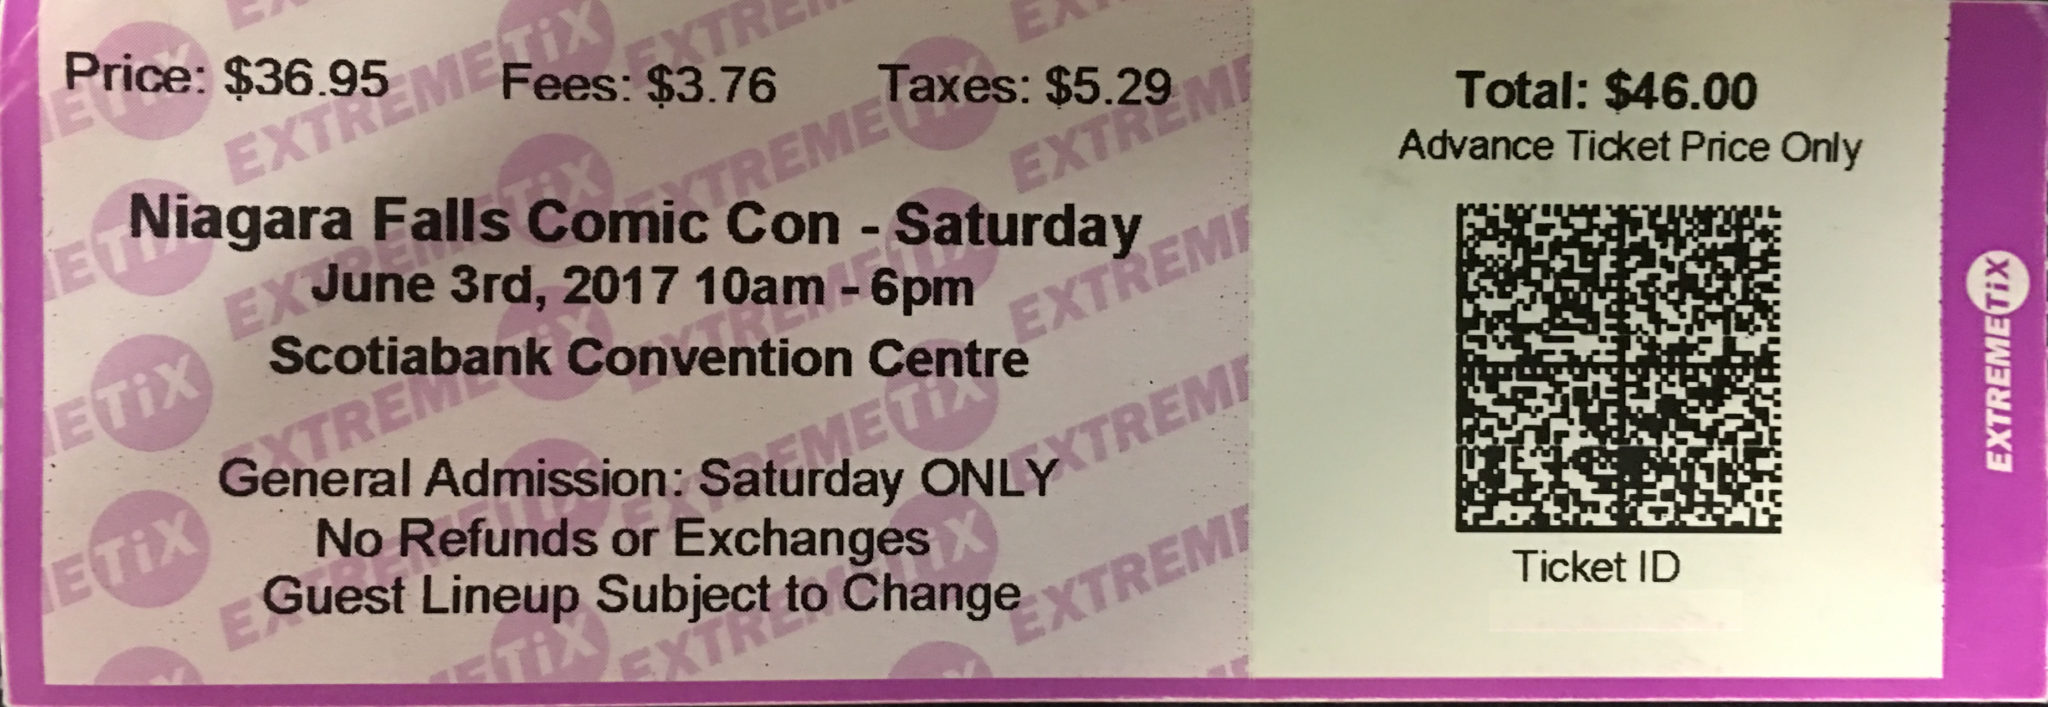 Price: $36.95 Fees: $3.76 Taxes: $5.29
Niagara Falls Comic Con - Saturday
June 3rd, 2017 10am - 6pm
Scotiabank Convention Centre
General Admission: Saturday ONLY
No Refunds or Exchanges
Guest Lineup Subject to Change
Total: $46.00
Advance Ticket Price Only
Ticket ID
EXTREMETiX